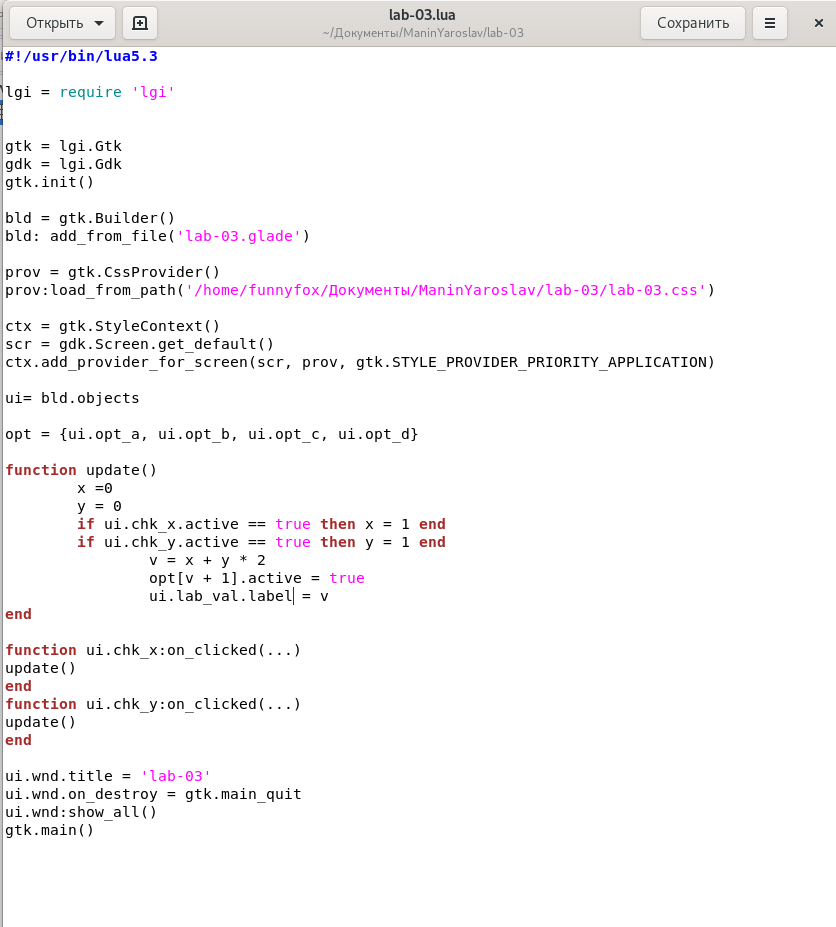 Открыть
lab-03.lua
~/Документы/ManinYaroslav/lab-03
Сохранить
#!/usr/bin/lua5.3
lgi = require 'lgi'
gtk = lgi.Gtk
gdk = lgi.Gdk
gtk.init()
bld = gtk.Builder()
bld: add_from_file('lab-03.glade')
prov = gtk.CssProvider()
prov:load_from_path('/home/funnyfox/Документы/ManinYaroslav/lab-03/lab-03.css')
ctx = gtk.StyleContext()
scr = gdk.Screen.get_default()
ctx.add_provider_for_screen(scr, prov, gtk.STYLE_PROVIDER_PRIORITY_APPLICATION)
ui= bld.objects
opt = {ui.opt_a, ui.opt_b, ui.opt_c, ui.opt_d}
function update()
x =0
y = 0
if ui.chk_x.active == true then x = 1 end
if ui.chk_y.active == true then y = 1 end
v = x + y * 2
opt[v + 1].active = true
ui.lab_val.label = v
end
function ui.chk_x:on_clicked(...)
update()
end
function ui.chk_y:on_clicked(...)
update()
end
ui.wnd.title = 'lab-03'
ui.wnd.on_destroy = gtk.main_quit
ui.wnd:show_all()
gtk.main()